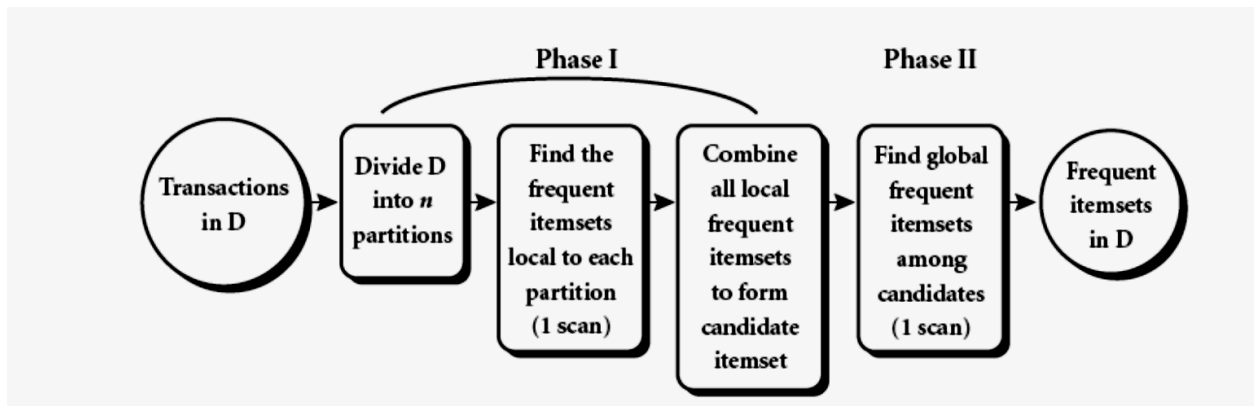 Phase I
Phase II
Transactions
in D
Divide D
into n
partitions
Find the
frequent
itemsets
local to each
partition
(1 scan)
Combine
all local
frequent
itemsets
to form
candidate
itemset
Find global
frequent
itemsets
among
candidates
(1 scan)
Frequent
itemsets
in D